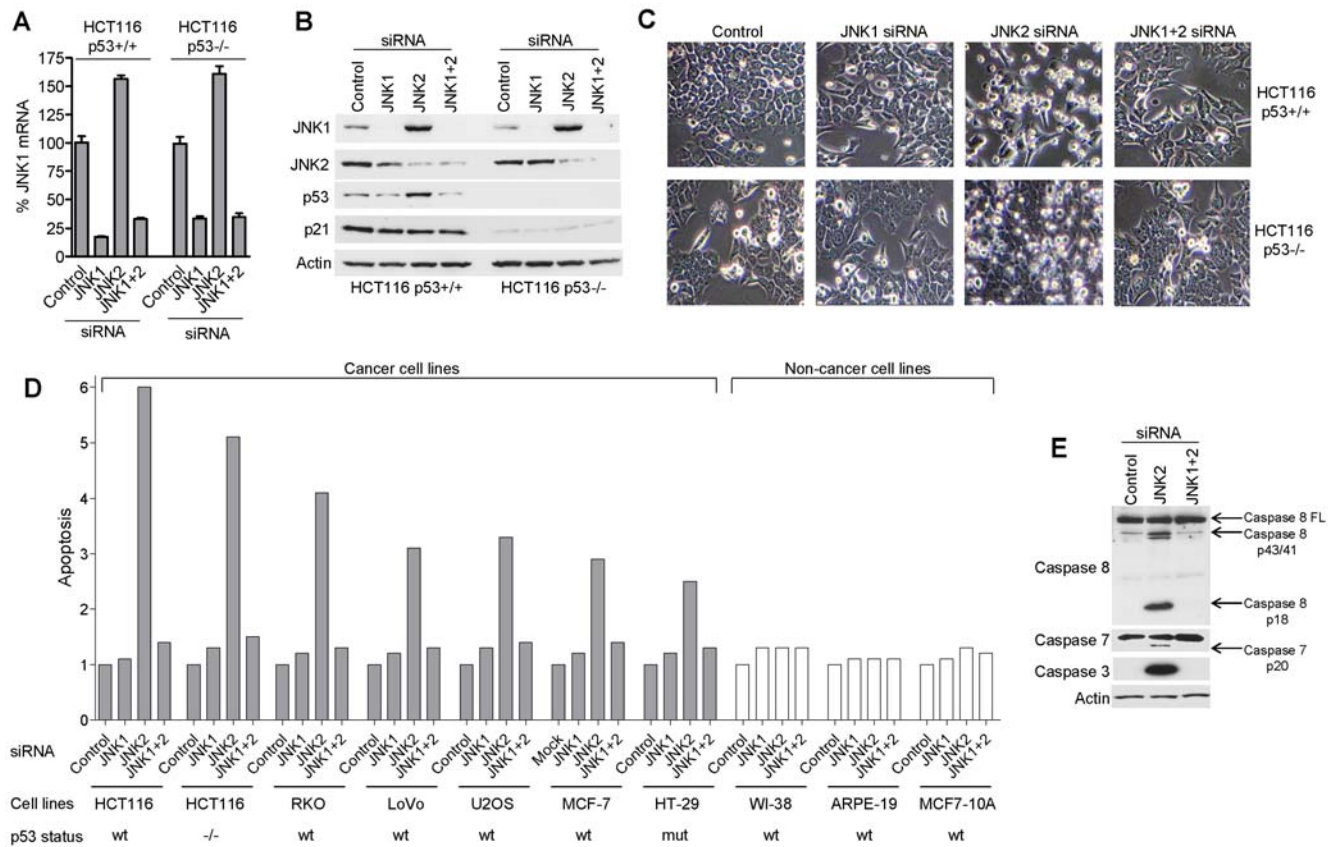 A
HCT116 p53+/+
HCT116 p53-/-
% JNK1 mRNA
175
150
125
100
75
50
25
0
Control JNK1 JNK2 JNK1+2 Control JNK1 JNK2 JNK1+2
siRNA siRNA
B
siRNA siRNA
Control JNK1 JNK2 JNK1+2 Control JNK1 JNK2 JNK1+2
JNK1
JNK2
p53
p21
Actin
HCT116 p53+/+ HCT116 p53-/-
C
Control JNK1 siRNA JNK2 siRNA JNK1+2 siRNA
HCT116
p53+/+
HCT116
p53-/-
D
Cancer cell lines Non-cancer cell lines
Apoptosis
6
5
4
3
2
1
0
siRNA Control JNK1 JNK2 JNK1+2 Control JNK1 JNK2 JNK1+2 Control JNK1 JNK2 JNK1+2 Control JNK1 JNK2 JNK1+2 Control JNK1 JNK2 JNK1+2 Mock JNK1 JNK2 JNK1+2 Control JNK1 JNK2 JNK1+2 Control JNK1 JNK2 JNK1+2 Control JNK1 JNK2 JNK1+2 Control JNK1 JNK2 JNK1+2
Cell lines HCT116 HCT116 RKO LoVo U2OS MCF-7 HT-29 WI-38 ARPE-19 MCF7-10A
p53 status wt -/- wt wt wt wt mut wt wt wt
E
siRNA
Control JNK2 JNK1+2
Caspase 8 FL
Caspase 8
p43/41
Caspase 8
Caspase 8
p18
Caspase 7
Caspase 7
p20
Caspase 3
Actin